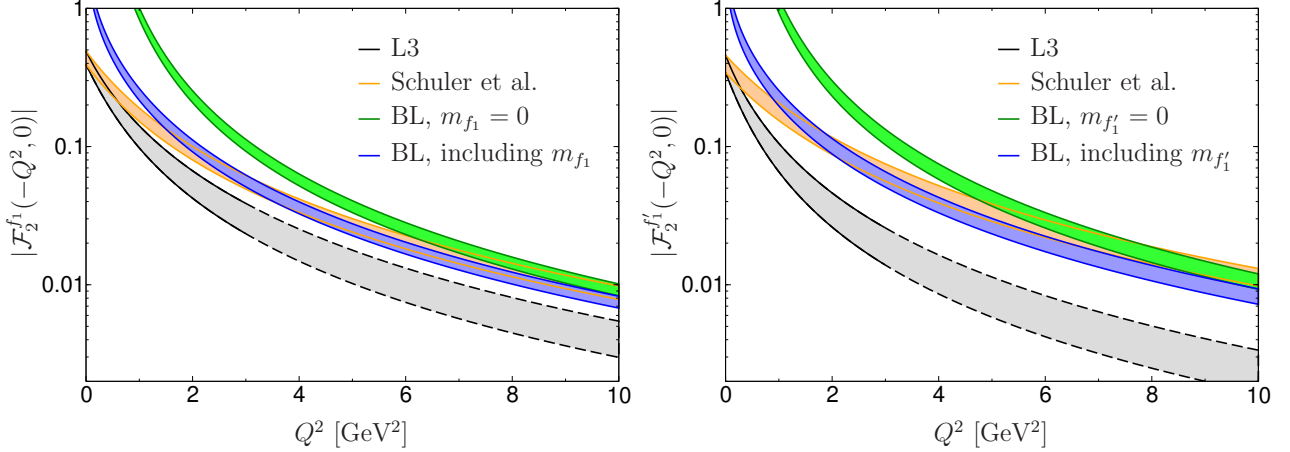 1
0.1
0.01
0 2 4 6 8 10
Q² [GeV²]
|𝓕₂^{f₁}(−Q², 0)|
L3
Schuler et al.
BL, m_{f₁} = 0
BL, including m_{f₁}
1
0.1
0.01
0 2 4 6 8 10
Q² [GeV²]
|𝓕₂^{f₁′}(−Q², 0)|
L3
Schuler et al.
BL, m_{f₁′} = 0
BL, including m_{f₁′}